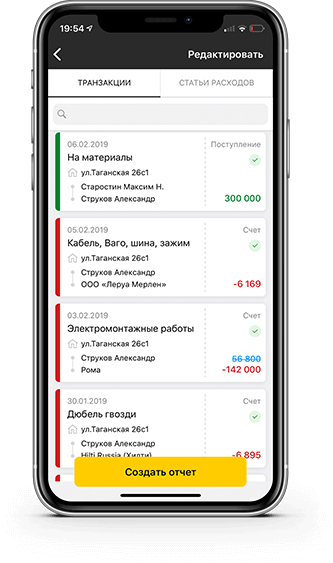 19:54
Редактировать
ТРАНЗАКЦИИ
СТАТЬИ РАСХОДОВ
06.02.2019
Поступление
На материалы
ул.Таганская 26с1
Старостин Максим Н.
Струков Александр
300 000
05.02.2019
Счет
Кабель, Ваго, шина, зажим
ул.Таганская 26с1
Струков Александр
ООО «Леруа Мерлен»
-6 169
03.02.2019
Счет
Электромонтажные работы
ул.Таганская 26с1
Струков Александр
56 800
Рома
-142 000
30.01.2019
Счет
Дюбель гвозди
ул.Таганская 26с1
Струков Александр
Hilti Russia (Хилти)
-6 895
Создать отчет